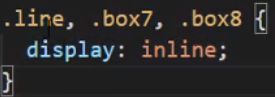 .line, .box7, .box8 {
  display: inline;
}